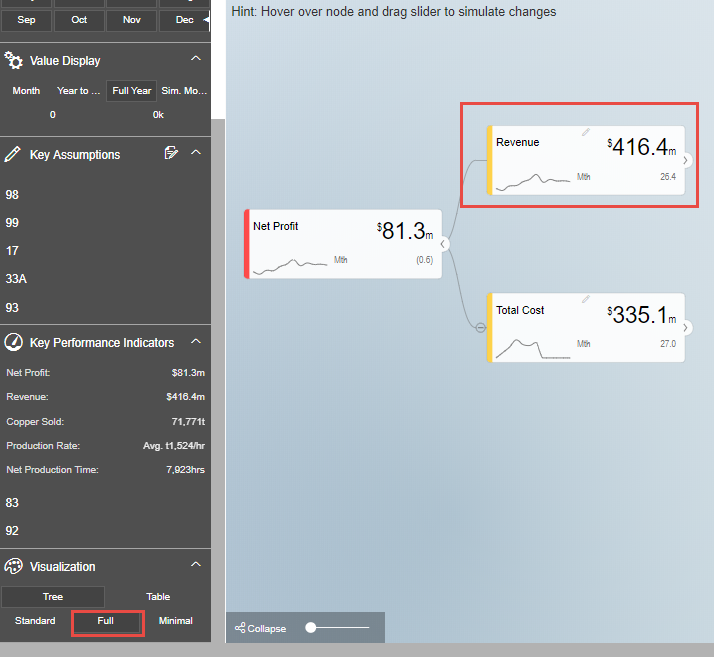 Sep Oct Nov Dec
Value Display
Month Year to ... Full Year Sim. Mo...
0 0k
Key Assumptions
98
99
17
33A
93
Key Performance Indicators
Net Profit: $81.3m
Revenue: $416.4m
Copper Sold: 71,771t
Production Rate: Avg. t1,524/hr
Net Production Time: 7,923hrs
83
92
Visualization
Tree Table
Standard Full Minimal
Hint: Hover over node and drag slider to simulate changes
Revenue $416.4m
Mth 26.4
Net Profit $81.3m
Mth (0.6)
Total Cost $335.1m
Mth 27.0
Collapse